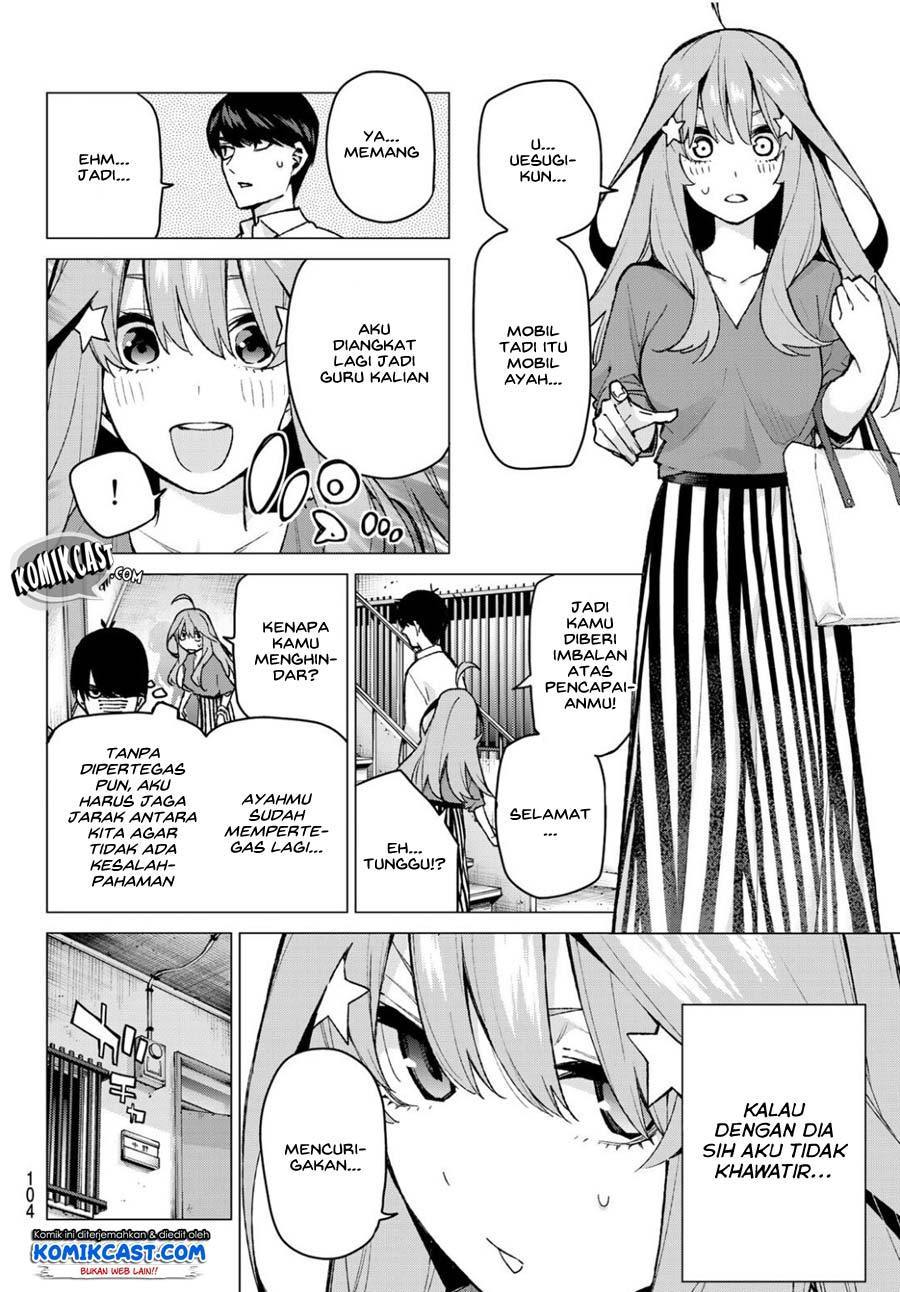 U...
UESUGI-
KUN...
MOBIL
TADI ITU
MOBIL
AYAH...
YA...
MEMANG
EHM...
JADI...
AKU
DIANGKAT
LAGI JADI
GURU KALIAN
!
JADI
KAMU
DIBERI
IMBALAN
ATAS
PENCAPAI-
ANMU!
SELAMAT
...
EH...
TUNGGU!?
KENAPA
KAMU
MENGHIN-
DAR?
AYAHMU
SUDAH
MEMPERTE-
GAS LAGI...
TANPA
DIPERTEGAS
PUN, AKU
HARUS JAGA
JARAK ANTARA
KITA AGAR
TIDAK ADA
KESALAH-
PAHAMAN
KALAU
DENGAN DIA
SIH AKU TIDAK
KHAWATIR...
MENCURI-
GAKAN...
KOMIKCAST
.COM
104
Komik ini diterjemahkan & diedit oleh
KOMIKCAST.COM
BUKAN WEB LAIN!!